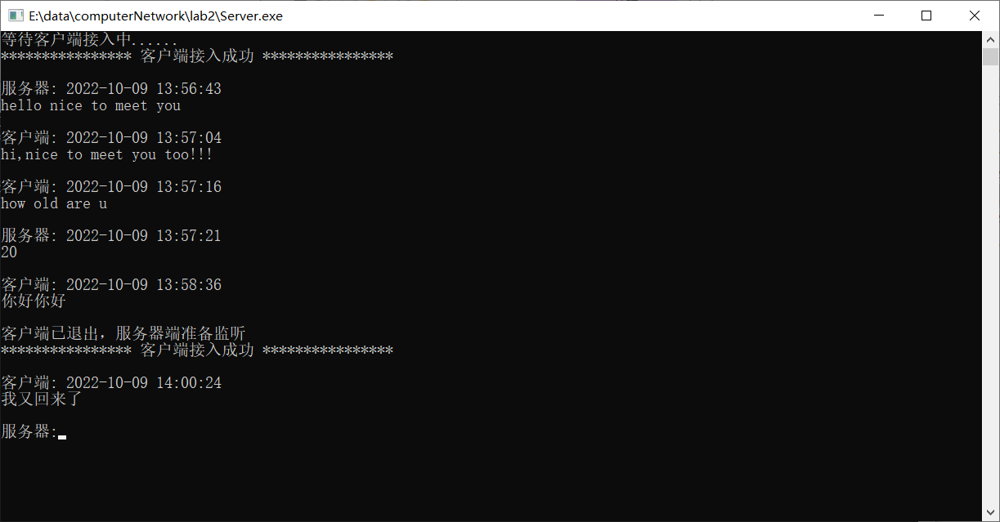 E:\data\computerNetwork\lab2\Server.exe
等待客户端接入中......
**************** 客户端接入成功 ****************
服务器: 2022-10-09 13:56:43
hello nice to meet you
客户端: 2022-10-09 13:57:04
hi,nice to meet you too!!!
客户端: 2022-10-09 13:57:16
how old are u
服务器: 2022-10-09 13:57:21
20
客户端: 2022-10-09 13:58:36
你好你好
客户端已退出，服务器端准备监听
**************** 客户端接入成功 ****************
客户端: 2022-10-09 14:00:24
我又回来了
服务器: